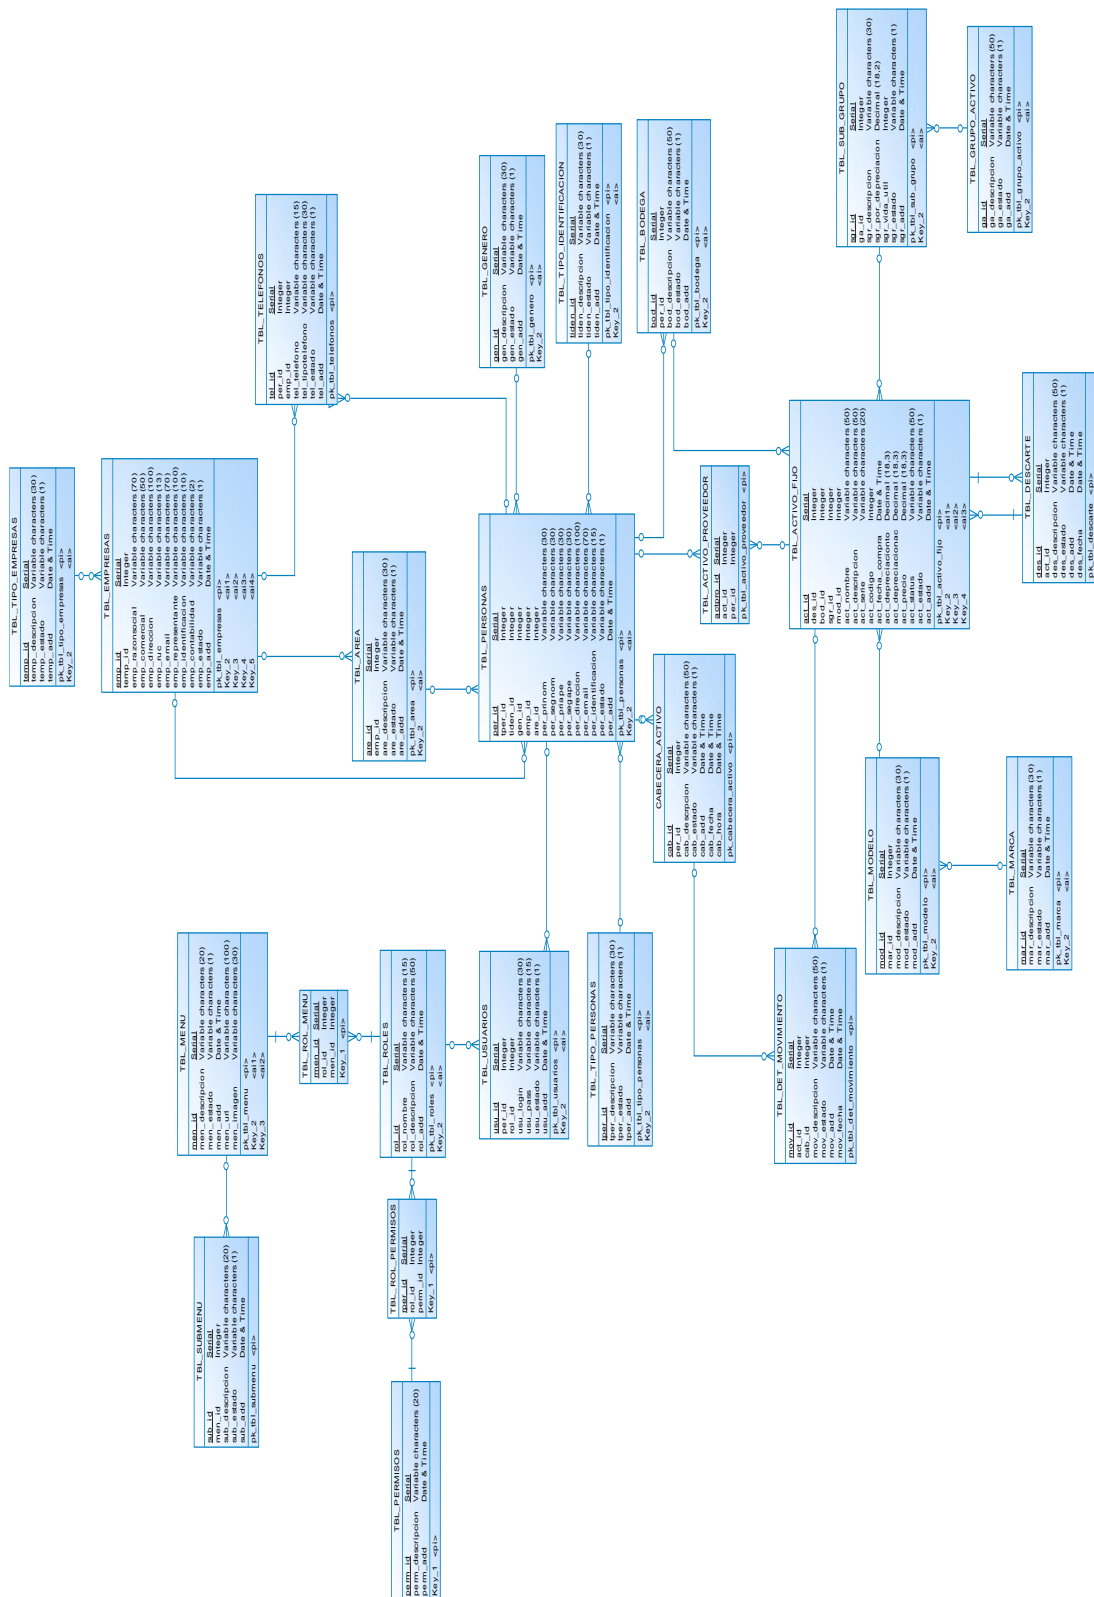 TBL_TIPO_EMPRESAS
temp_id Serial
temp_descripcion Variable characters (30)
temp_estado Variable characters (1)
temp_add Date & Time
pk_tbl_tipo_empresas <pi>
Key_2 <ai>
TBL_EMPRESAS
emp_id Serial
temp_id Integer
emp_razonsocial Variable characters (70)
emp_comercial Variable characters (50)
emp_direccion Variable characters (100)
emp_ruc Variable characters (13)
emp_email Variable characters (70)
emp_representante Variable characters (100)
emp_identificacion Variable characters (10)
emp_contabilidad Variable characters (2)
emp_estado Variable characters (1)
emp_add Date & Time
pk_tbl_empresas <pi>
Key_2 <ai1>
Key_3 <ai2>
Key_4 <ai3>
Key_5 <ai4>
TBL_TELEFONOS
tel_id Serial
per_id Integer
emp_id Integer
tel_telefono Variable characters (15)
tel_tipotelefono Variable characters (30)
tel_estado Variable characters (1)
tel_add Date & Time
pk_tbl_telefonos <pi>
TBL_AREA
are_id Serial
emp_id Integer
are_descripcion Variable characters (30)
are_estado Variable characters (1)
are_add Date & Time
pk_tbl_area <pi>
Key_2 <ai>
TBL_GENERO
gen_id Serial
gen_descripcion Variable characters (30)
gen_estado Variable characters (1)
gen_add Date & Time
pk_tbl_genero <pi>
Key_2 <ai>
TBL_TIPO_IDENTIFICACION
tiden_id Serial
tiden_descripcion Variable characters (30)
tiden_estado Variable characters (1)
tiden_add Date & Time
pk_tbl_tipo_identificacion <pi>
Key_2 <ai>
TBL_BODEGA
bod_id Serial
per_id Integer
bod_descripcion Variable characters (50)
bod_estado Variable characters (1)
bod_add Date & Time
pk_tbl_bodega <pi>
Key_2 <ai>
TBL_SUB_GRUPO
sgr_id Serial
ga_id Integer
sgr_descripcion Variable characters (30)
sgr_por_depreciacion Decimal (18,2)
sgr_vida_util Integer
sgr_estado Variable characters (1)
sgr_add Date & Time
pk_tbl_sub_grupo <pi>
Key_2 <ai>
TBL_GRUPO_ACTIVO
ga_id Serial
ga_descripcion Variable characters (50)
ga_estado Variable characters (1)
ga_add Date & Time
pk_tbl_grupo_activo <pi>
Key_2 <ai>
TBL_PERSONAS
per_id Serial
tper_id Integer
tiden_id Integer
gen_id Integer
emp_id Integer
are_id Integer
per_prinom Variable characters (30)
per_segnom Variable characters (30)
per_priape Variable characters (30)
per_segape Variable characters (30)
per_direccion Variable characters (100)
per_email Variable characters (70)
per_identificacion Variable characters (15)
per_estado Variable characters (1)
per_add Date & Time
pk_tbl_personas <pi>
Key_2 <ai>
TBL_ACTIVO_PROVEEDOR
actpro_id Serial
act_id Integer
per_id Integer
pk_tbl_activo_proveedor <pi>
TBL_ACTIVO_FIJO
act_id Serial
des_id Integer
bod_id Integer
sgr_id Integer
mod_id Integer
act_nombre Variable characters (50)
act_descripcion Variable characters (50)
act_serie Variable characters (20)
act_codigo Integer
act_fecha_compra Date & Time
act_depreciacionto Decimal (18,3)
act_depreciacionac Decimal (18,3)
act_precio Decimal (18,3)
act_status Variable characters (50)
act_estado Variable characters (1)
act_add Date & Time
pk_tbl_activo_fijo <pi>
Key_2 <ai1>
Key_3 <ai2>
Key_4 <ai3>
TBL_DESCARTE
des_id Serial
act_id Integer
des_descripcion Variable characters (50)
des_estado Variable characters (1)
des_add Date & Time
des_fecha Date & Time
pk_tbl_descarte <pi>
CABECERA_ACTIVO
cab_id Serial
per_id Integer
cab_descrpcion Variable characters (50)
cab_estado Variable characters (1)
cab_add Date & Time
cab_fecha Date & Time
cab_hora Date & Time
pk_cabecera_activo <pi>
TBL_MODELO
mod_id Serial
mar_id Integer
mod_descripcion Variable characters (30)
mod_estado Variable characters (1)
mod_add Date & Time
pk_tbl_modelo <pi>
Key_2 <ai>
TBL_MARCA
mar_id Serial
mar_descripcion Variable characters (30)
mar_estado Variable characters (1)
mar_add Date & Time
pk_tbl_marca <pi>
Key_2 <ai>
TBL_MENU
men_id Serial
men_descripcion Variable characters (20)
men_estado Variable characters (1)
men_add Date & Time
men_url Variable characters (100)
men_imagen Variable characters (30)
pk_tbl_menu <pi>
Key_2 <ai1>
Key_3 <ai2>
TBL_ROL_MENU
rmen_id Serial
rol_id Integer
men_id Integer
Key_1 <pi>
TBL_ROLES
rol_id Serial
rol_nombre Variable characters (15)
rol_descripcion Variable characters (50)
rol_add Date & Time
pk_tbl_roles <pi>
Key_2 <ai>
TBL_USUARIOS
usu_id Serial
per_id Integer
rol_id Integer
usu_login Variable characters (30)
usu_pass Variable characters (15)
usu_estado Variable characters (1)
usu_add Date & Time
pk_tbl_usuarios <pi>
Key_2 <ai>
TBL_TIPO_PERSONAS
tper_id Serial
tper_descripcion Variable characters (30)
tper_estado Variable characters (1)
tper_add Date & Time
pk_tbl_tipo_personas <pi>
Key_2 <ai>
TBL_DET_MOVIMIENTO
mov_id Serial
act_id Integer
cab_id Integer
mov_descripcion Variable characters (50)
mov_estado Variable characters (1)
mov_add Date & Time
mov_fecha Date & Time
pk_tbl_det_movimiento <pi>
TBL_SUBMENU
sub_id Serial
men_id Integer
sub_descripcion Variable characters (20)
sub_estado Variable characters (1)
sub_add Date & Time
pk_tbl_submenu <pi>
TBL_ROL_PERMISOS
rper_id Serial
rol_id Integer
perm_id Integer
Key_1 <pi>
TBL_PERMISOS
perm_id Serial
perm_descripcion Variable characters (20)
perm_add Date & Time
Key_1 <pi>